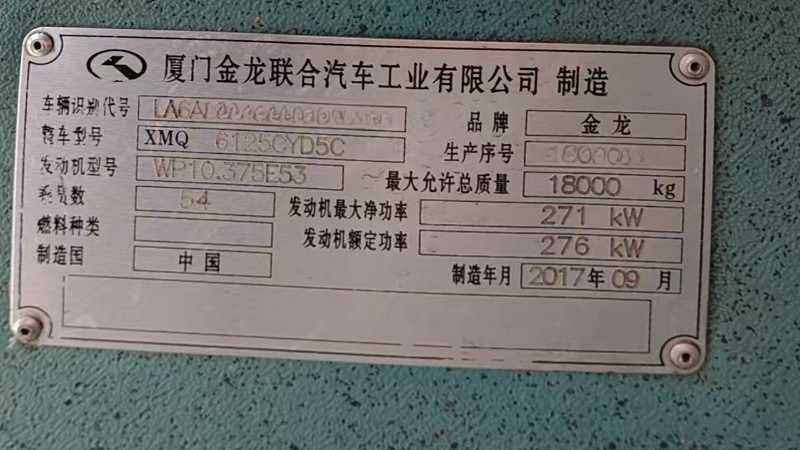 厦门金龙联合汽车工业有限公司 制造
车辆识别代号
品牌 金龙
整车型号 XMQ 6125CYD5C
生产序号
发动机型号 WP10.375E53
最大允许总质量 18000 kg
乘员数 54
发动机最大净功率 271 kW
燃料种类
发动机额定功率 276 kW
制造国 中国
制造年月 2017年09月